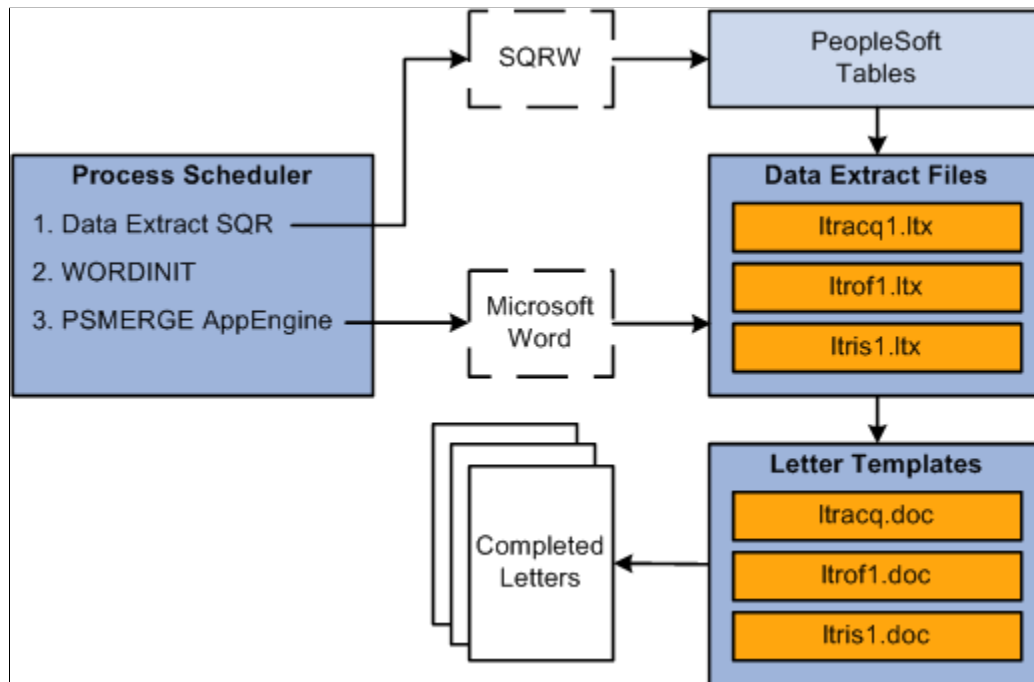 SQRW
PeopleSoft
Tables
Process Scheduler
1. Data Extract SQR
2. WORDINIT
3. PSMERGE AppEngine
Microsoft
Word
Data Extract Files
ltracq1.ltx
ltrof1.ltx
ltris1.ltx
Letter Templates
ltracq.doc
ltrof1.doc
ltris1.doc
Completed
Letters